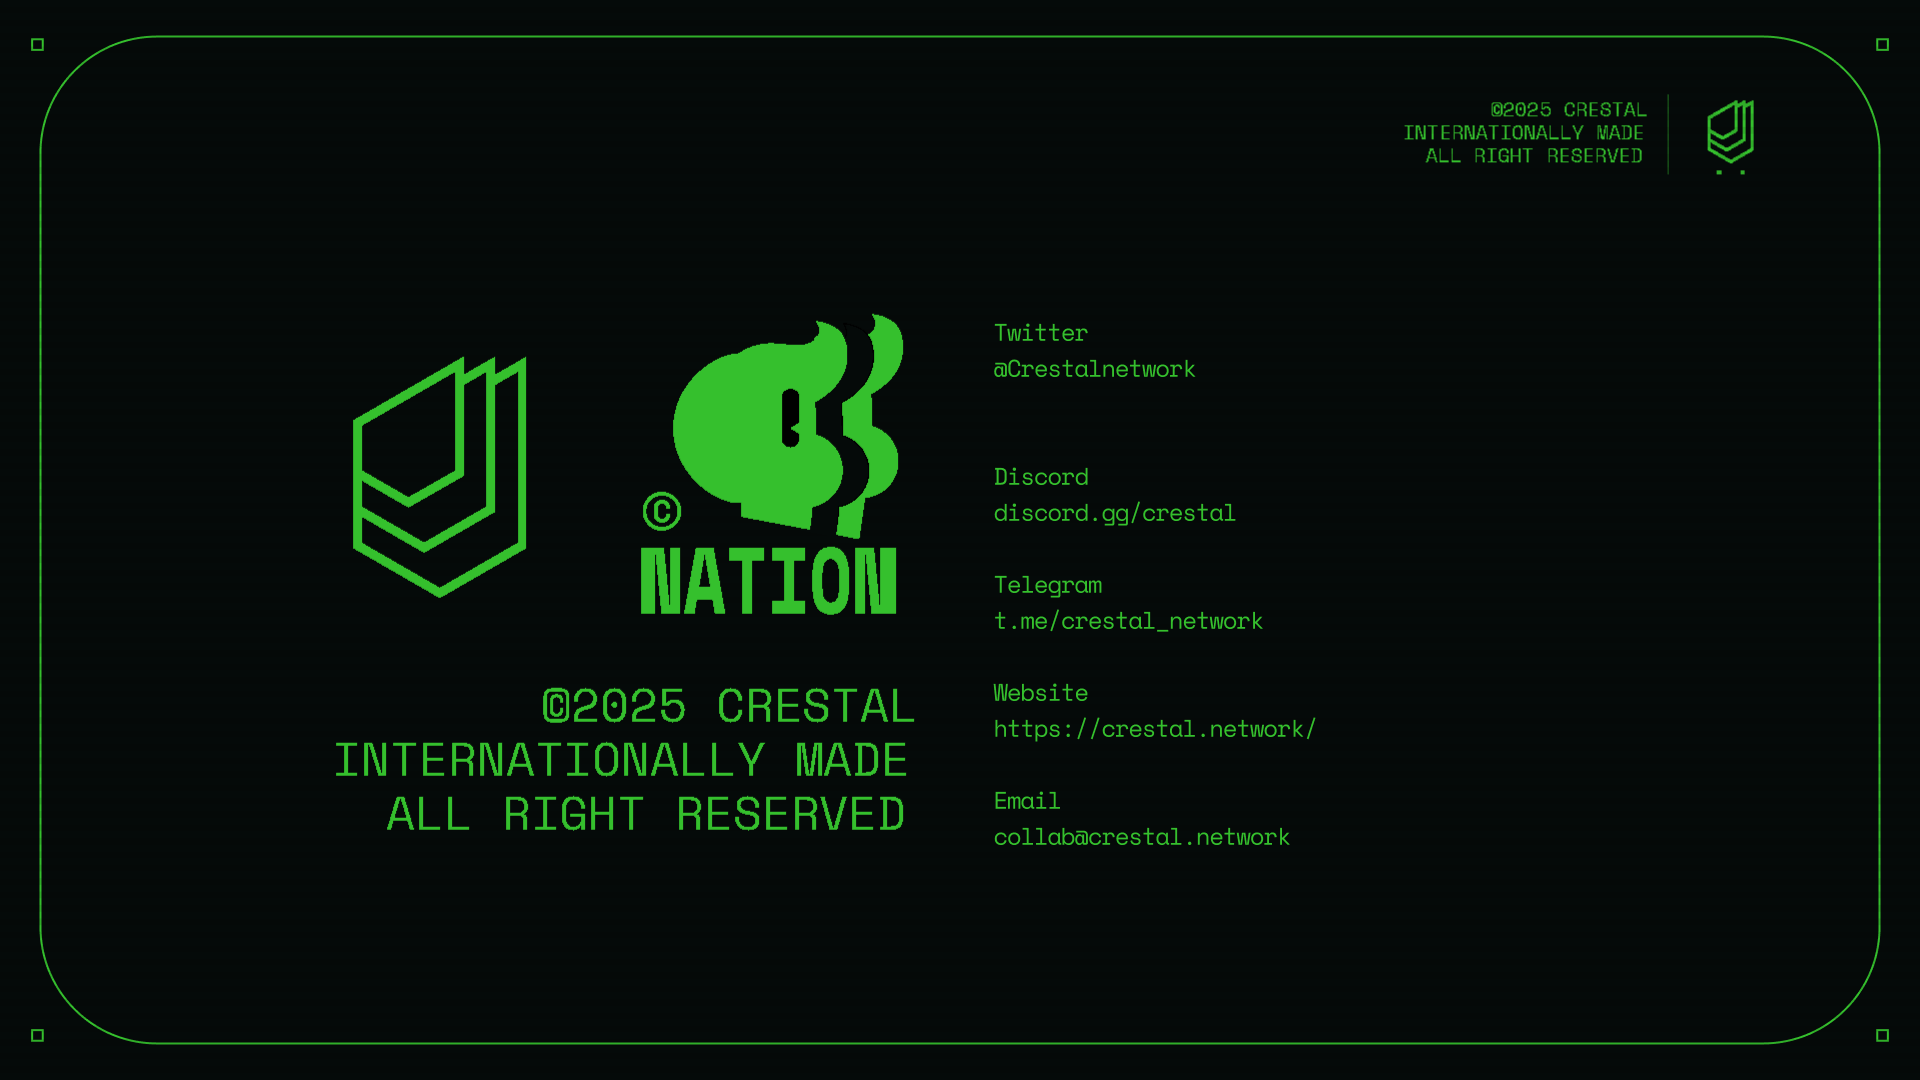 ©2025 CRESTAL
INTERNATIONALLY MADE
ALL RIGHT RESERVED
©
NATION
©2025 CRESTAL
INTERNATIONALLY MADE
ALL RIGHT RESERVED
Twitter
@Crestalnetwork
Discord
discord.gg/crestal
Telegram
t.me/crestal_network
Website
https://crestal.network/
Email
collab@crestal.network